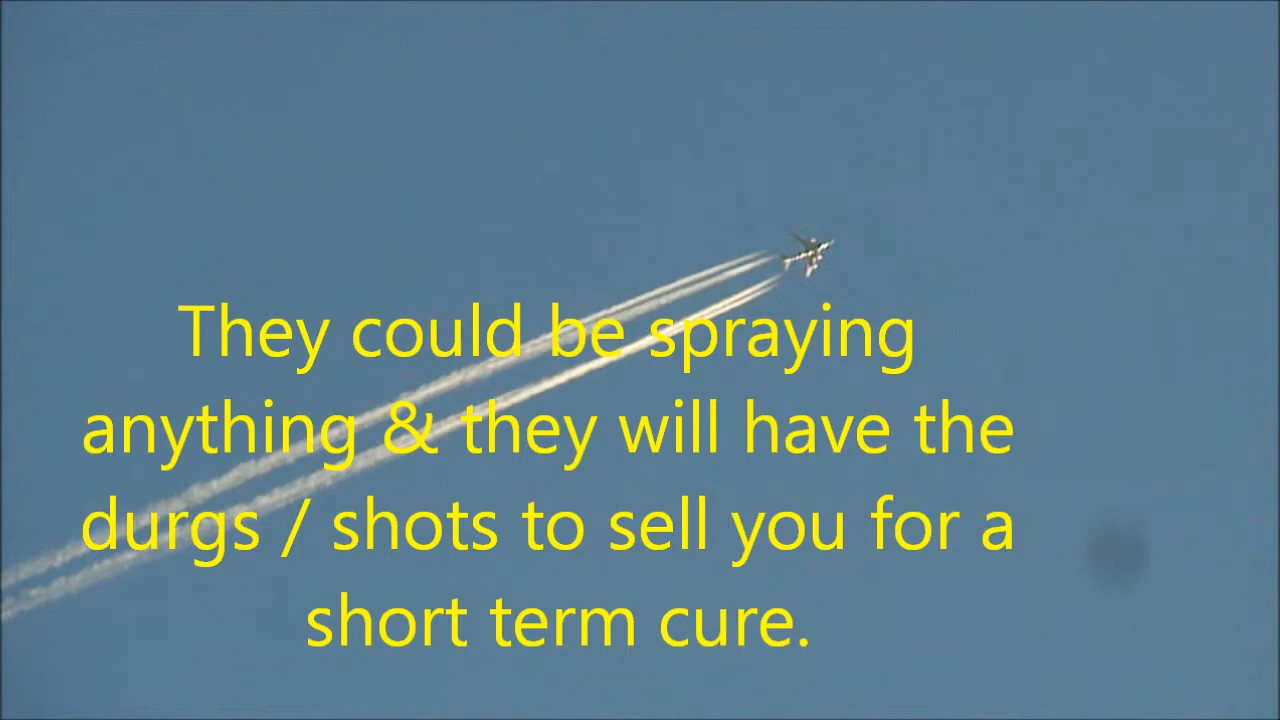 They could be spraying
anything & they will have the
durgs / shots to sell you for a
short term cure.